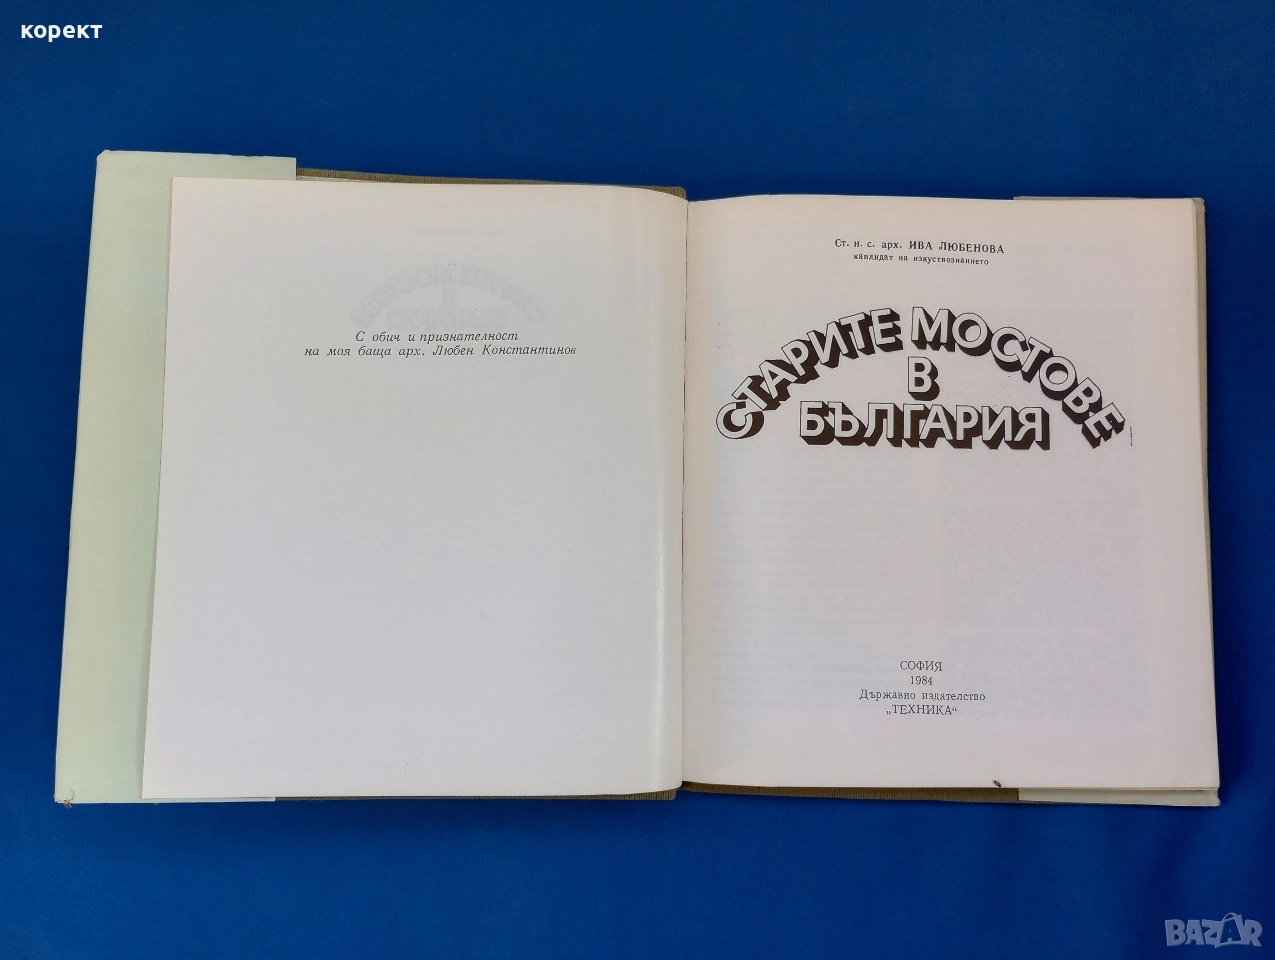 корект
С обич и признателност
на моя баща арх. Любен Константинов
Ст. н. с. арх. ИВА ЛЮБЕНОВА
кандидат на изкуствознанието
СТАРИТЕ МОСТОВЕ
В
БЪЛГАРИЯ
СОФИЯ
1984
Държавно издателство
„ТЕХНИКА“
BAZAR